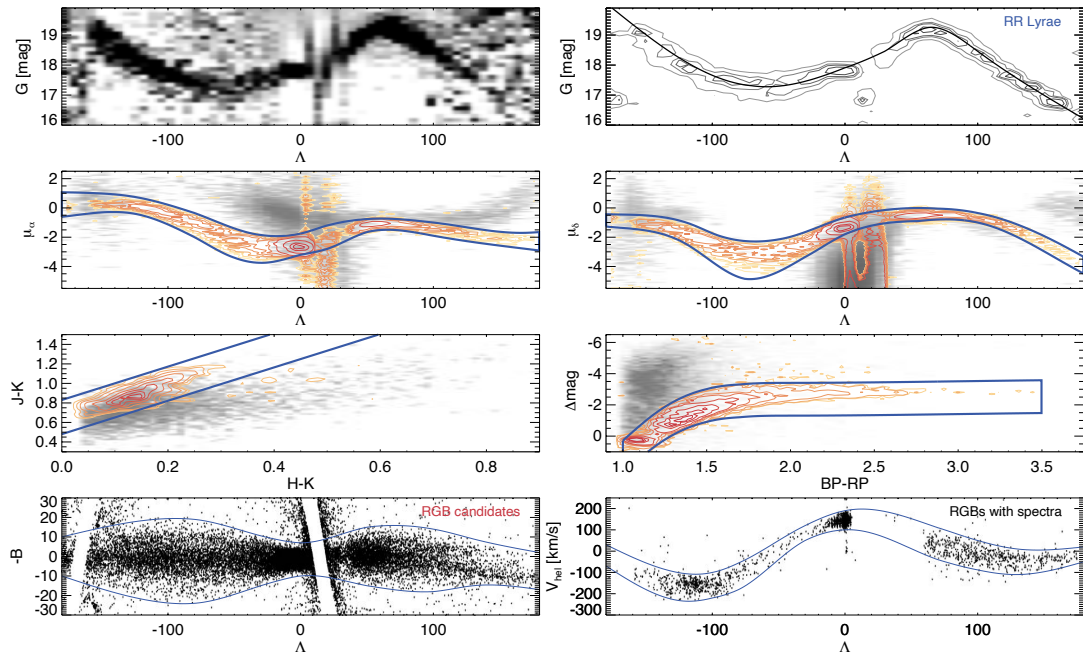 G [mag]
19
18
17
16
-100 0 100
Λ
RR Lyrae
G [mag]
19
18
17
16
-100 0 100
Λ
μα
2
0
-2
-4
-100 0 100
Λ
μδ
2
0
-2
-4
-100 0 100
Λ
J-K
1.4
1.2
1.0
0.8
0.6
0.4
0.0 0.2 0.4 0.6 0.8
H-K
Δmag
-6
-4
-2
0
1.0 1.5 2.0 2.5 3.0 3.5
BP-RP
RGB candidates
-B
30
20
10
0
-10
-20
-30
-100 0 100
Λ
RGBs with spectra
Vhel [km/s]
200
100
0
-100
-200
-300
-100 0 100
Λ